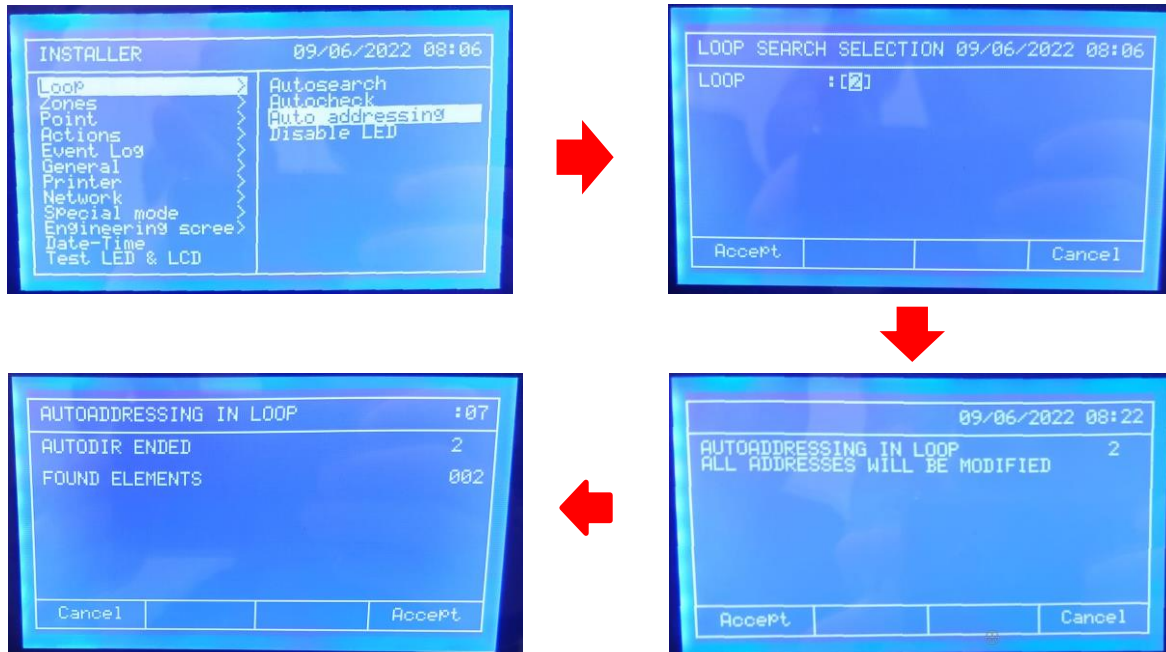 INSTALLER 09/06/2022 08:06
Loop >
Zones >
Point >
Actions >
Event Log >
General >
Printer >
Network >
Special mode >
Engineering scree>
Date-Time
Test LED & LCD
Autosearch
Autocheck
Auto addressing
Disable LED
LOOP SEARCH SELECTION 09/06/2022 08:06
LOOP :[2]
Accept Cancel
09/06/2022 08:22
AUTOADDRESSING IN LOOP 2
ALL ADDRESSES WILL BE MODIFIED
Accept Cancel
AUTOADDRESSING IN LOOP :07
AUTODIR ENDED 2
FOUND ELEMENTS 002
Cancel Accept